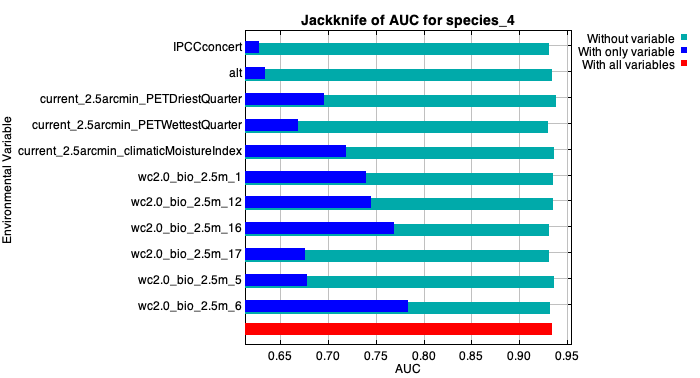 Jackknife of AUC for species_4
Without variable
With only variable
With all variables
Environmental Variable
IPCCconcert
alt
current_2.5arcmin_PETDriestQuarter
current_2.5arcmin_PETWettestQuarter
current_2.5arcmin_climaticMoistureIndex
wc2.0_bio_2.5m_1
wc2.0_bio_2.5m_12
wc2.0_bio_2.5m_16
wc2.0_bio_2.5m_17
wc2.0_bio_2.5m_5
wc2.0_bio_2.5m_6
0.65 0.70 0.75 0.80 0.85 0.90 0.95
AUC